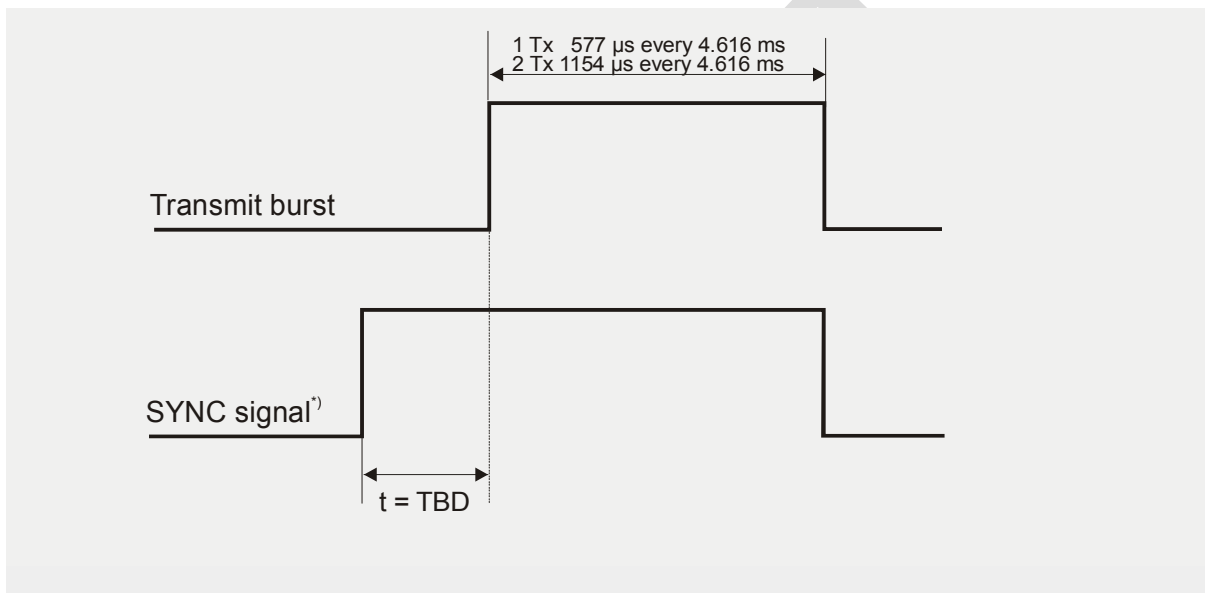 1 Tx 577 µs every 4.616 ms
2 Tx 1154 µs every 4.616 ms
Transmit burst
SYNC signal*)
t = TBD